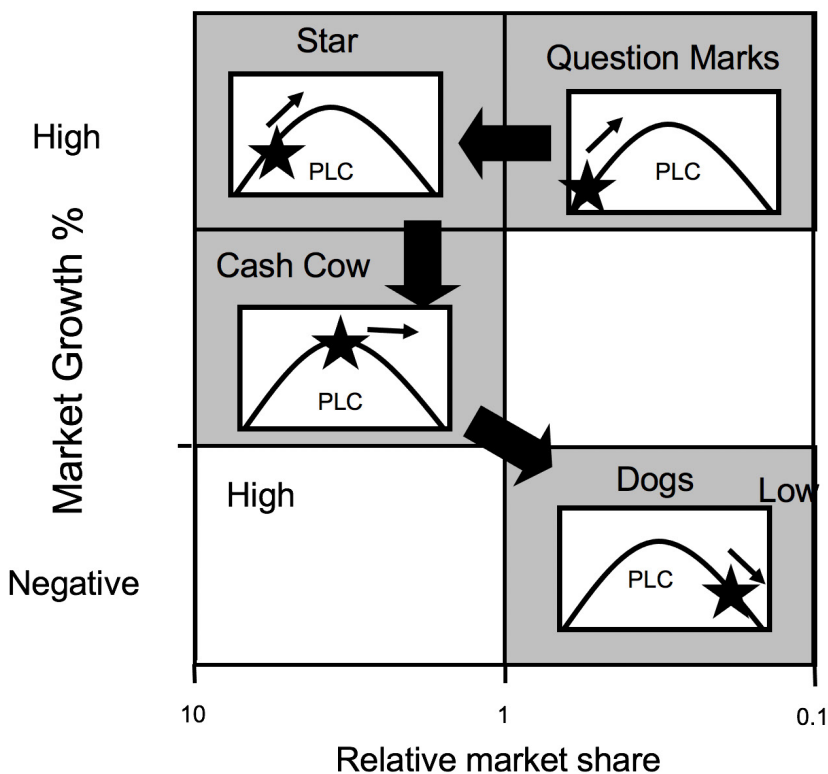 Star
Question Marks
High
PLC
PLC
Market Growth %
Cash Cow
PLC
High
Dogs
Low
PLC
Negative
10
1
0.1
Relative market share